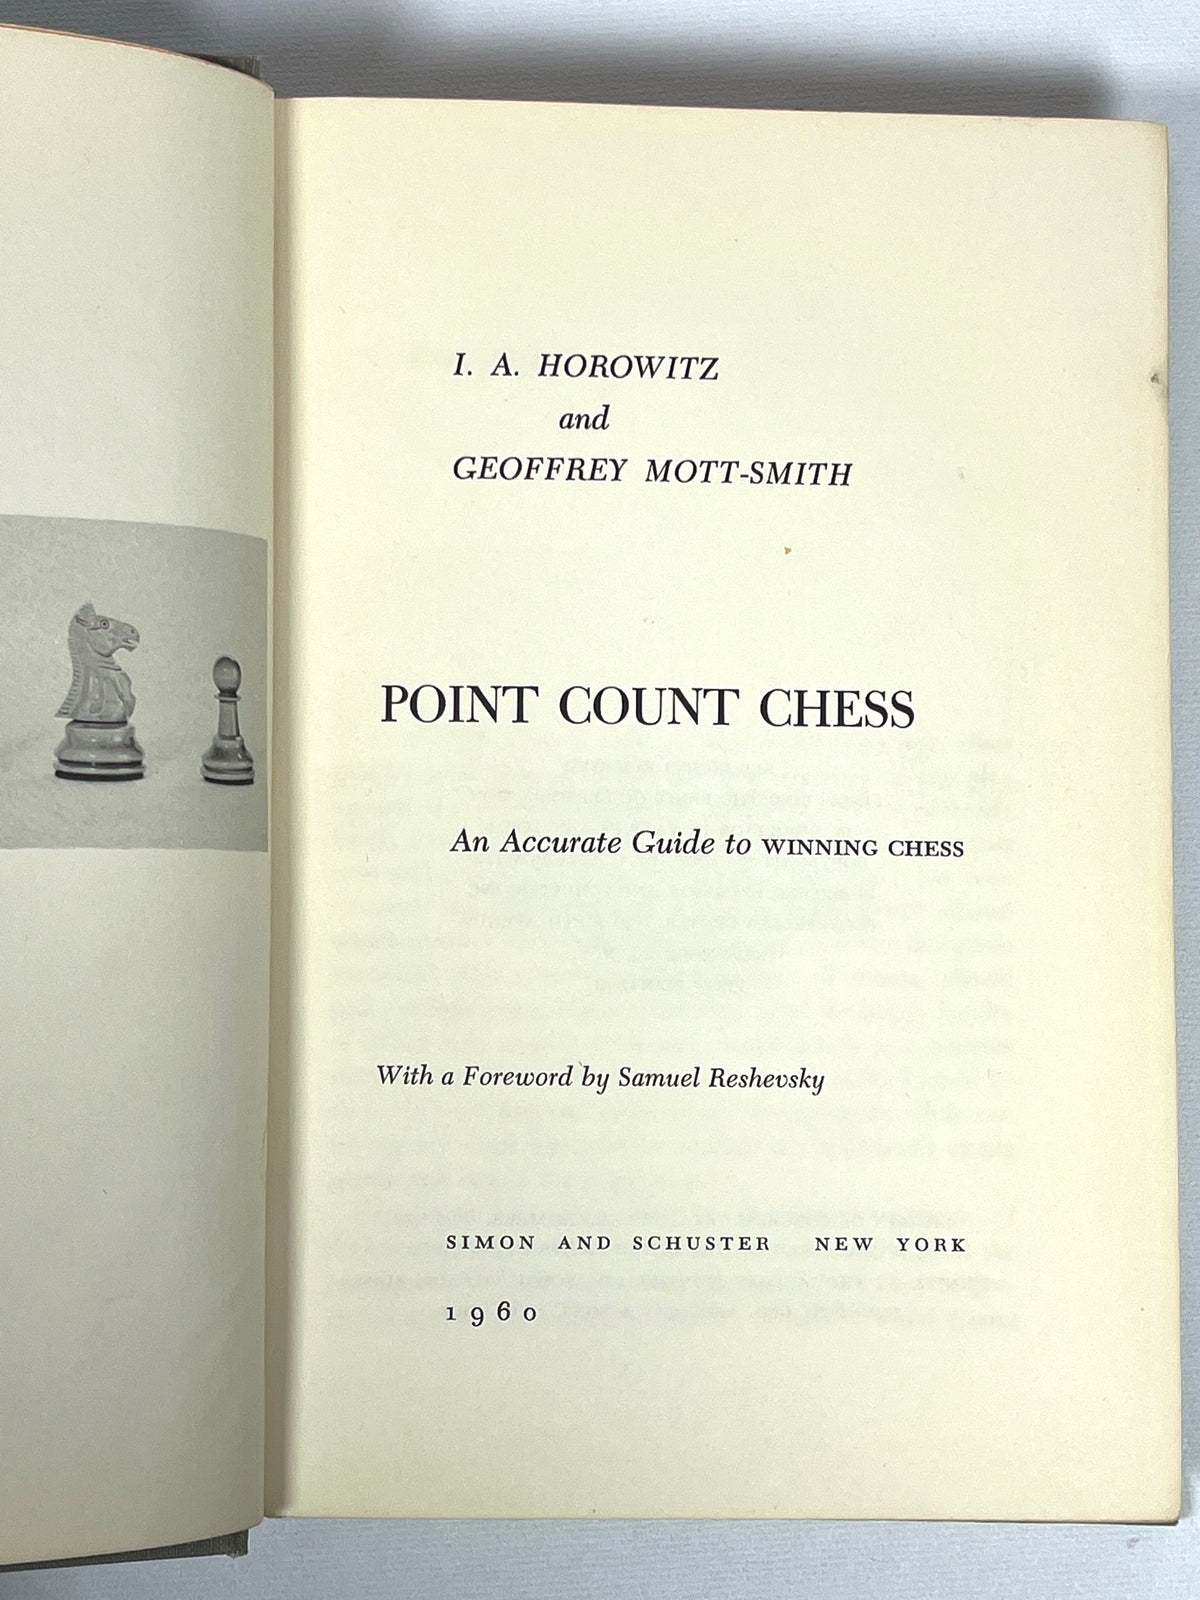 I. A. HOROWITZ
and
GEOFFREY MOTT-SMITH
POINT COUNT CHESS
An Accurate Guide to WINNING CHESS
With a Foreword by Samuel Reshevsky
SIMON AND SCHUSTER NEW YORK
1960